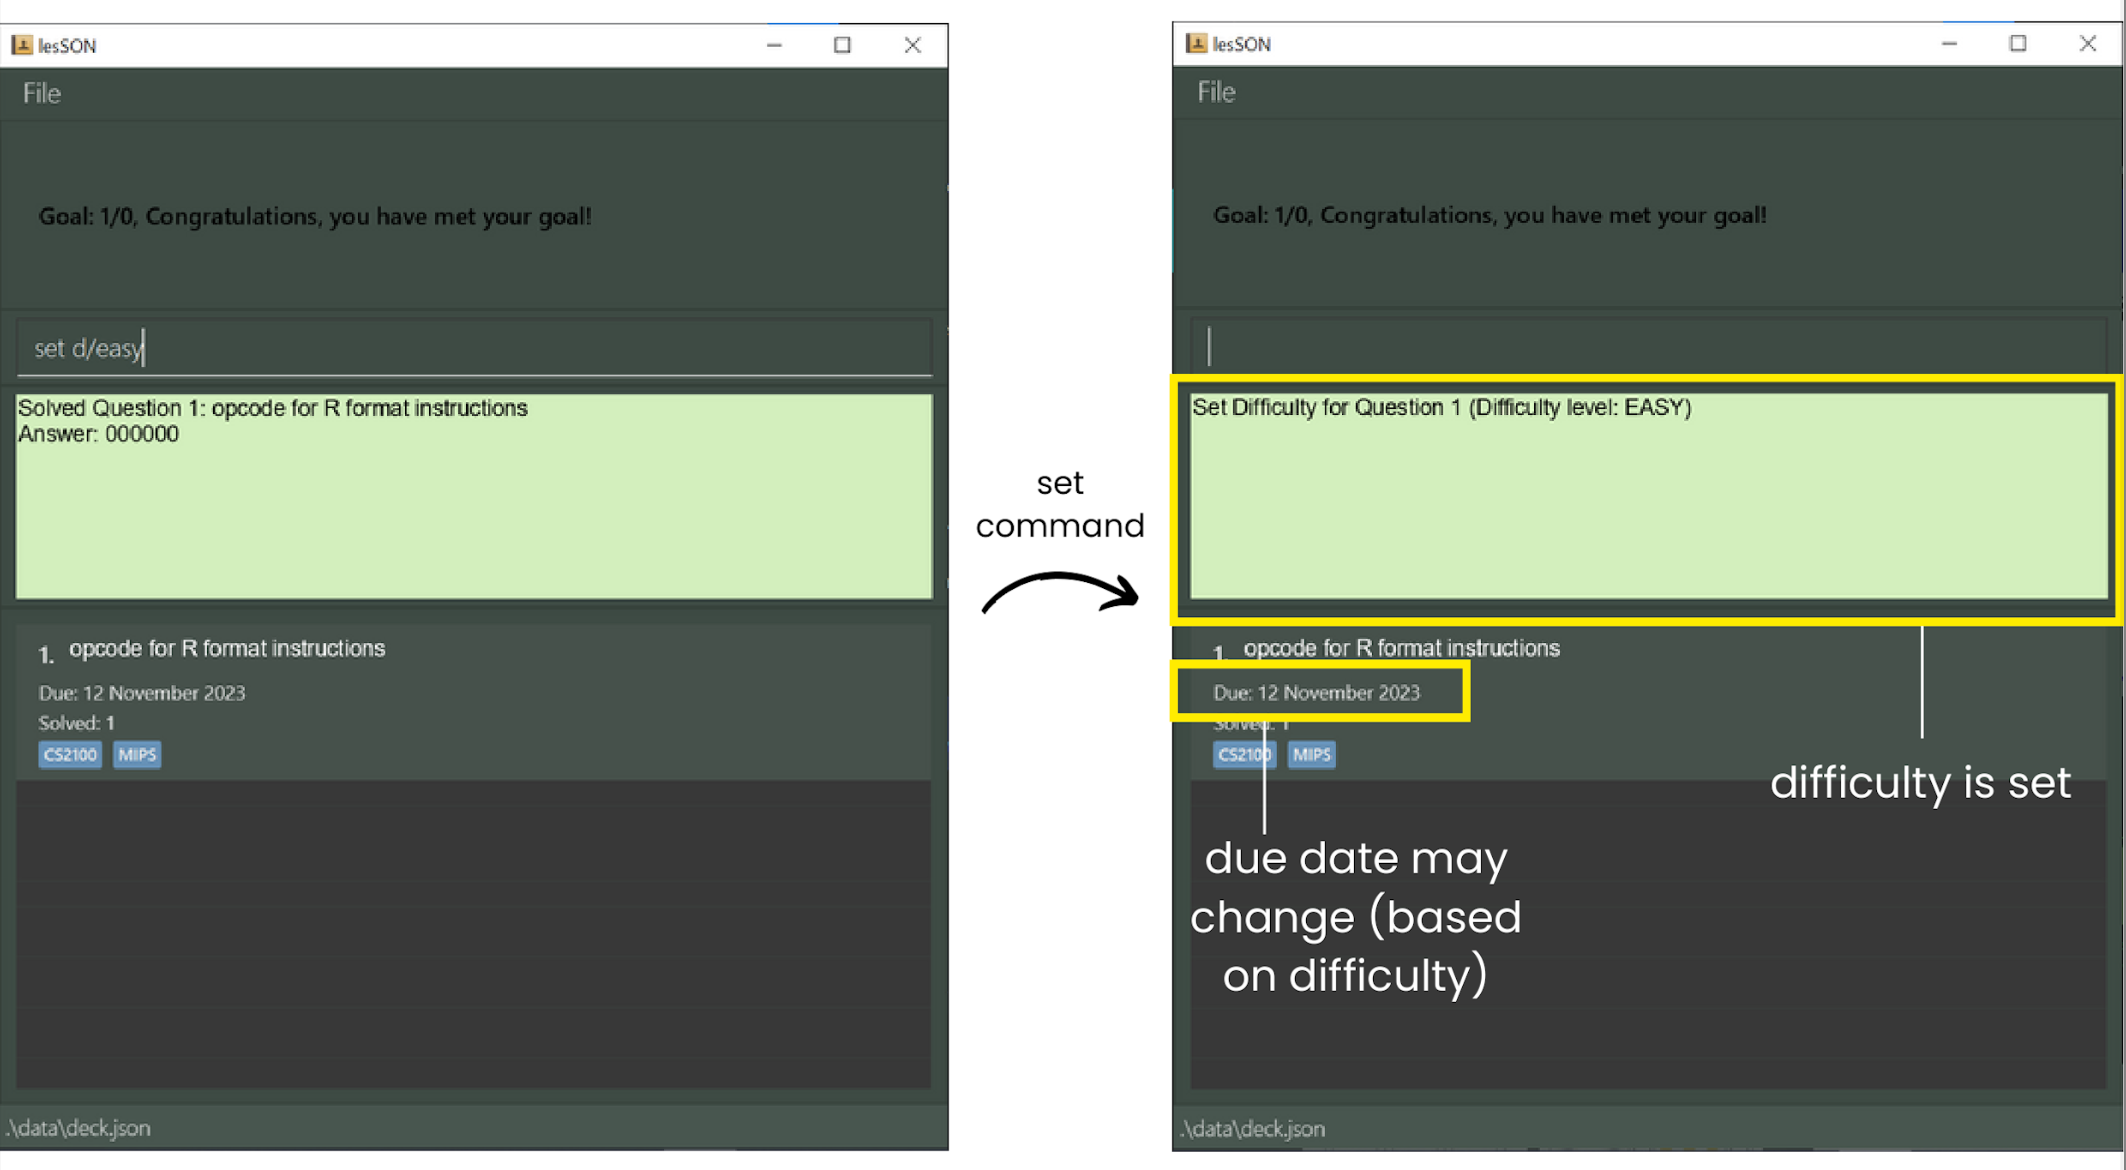 lesSON
File
Goal: 1/0, Congratulations, you have met your goal!
set d/easy
Solved Question 1: opcode for R format instructions
Answer: 000000
1. opcode for R format instructions
Due: 12 November 2023
Solved: 1
CS2100 MIPS
.\data\deck.json
set
command
lesSON
File
Goal: 1/0, Congratulations, you have met your goal!
Set Difficulty for Question 1 (Difficulty level: EASY)
1. opcode for R format instructions
Due: 12 November 2023
Solved: 1
CS2100 MIPS
difficulty is set
due date may
change (based
on difficulty)
.\data\deck.json